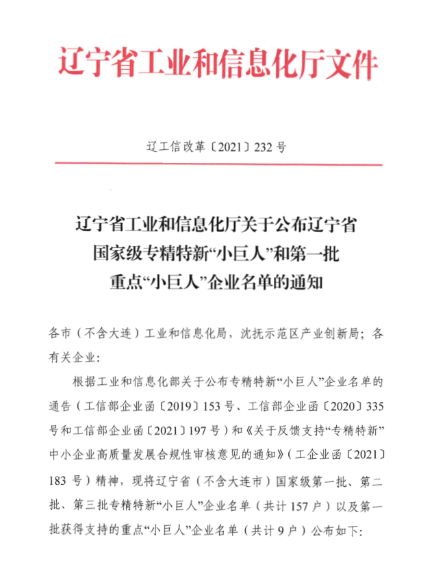 辽宁省工业和信息化厅文件
辽工信改革〔2021〕232 号
辽宁省工业和信息化厅关于公布辽宁省
国家级专精特新“小巨人”和第一批
重点“小巨人”企业名单的通知
各市（不含大连）工业和信息化局，沈抚示范区产业创新局；各
有关企业：
根据工业和信息化部关于公布专精特新“小巨人”企业名单的
通告（工信部企业函〔2019〕153 号、工信部企业函〔2020〕335
号和工信部企业函〔2021〕197 号）和《关于反馈支持“专精特新”
中小企业高质量发展合规性审核意见的通知》（工企业函〔2021〕
183 号）精神，现将辽宁省（不含大连市）国家级第一批、第二
批、第三批专精特新“小巨人”企业名单（共计 157 户）以及第一
批获得支持的重点“小巨人”企业名单（共计 9 户）公布如下：